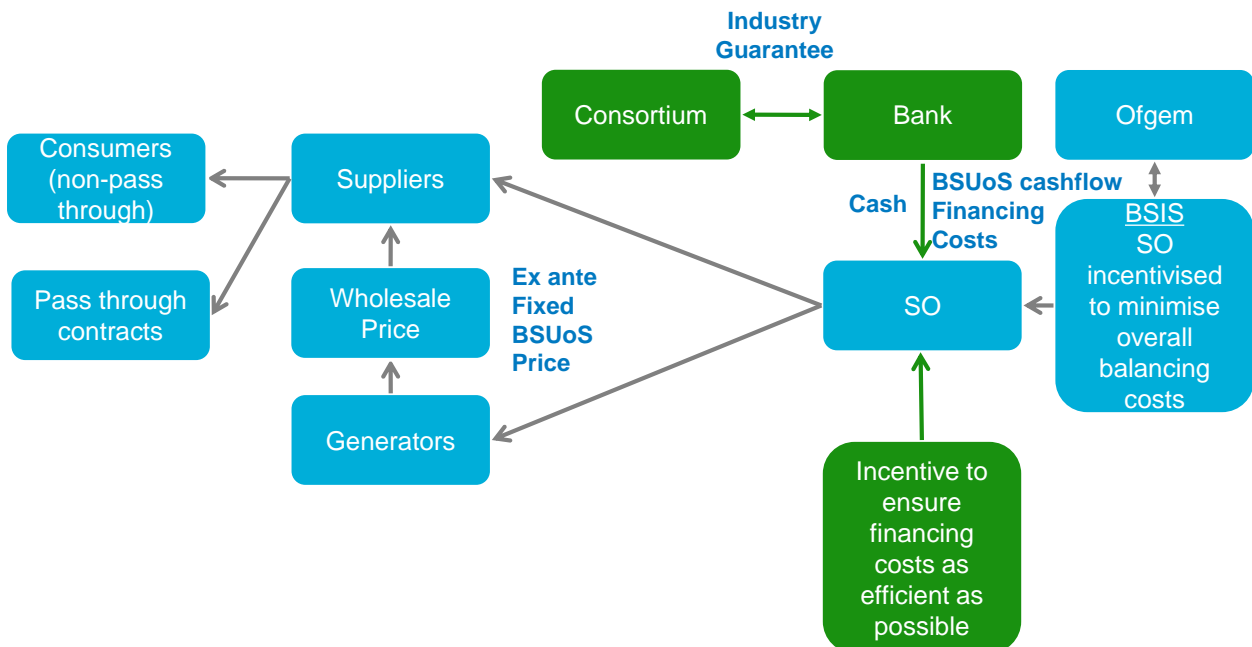 Industry
Guarantee
Consortium
Bank
Ofgem
Consumers
(non-pass
through)
Suppliers
Cash
BSUoS cashflow
Financing
Costs
BSIS
SO
incentivised
to minimise
overall
balancing
costs
Pass through
contracts
Wholesale
Price
Ex ante
Fixed
BSUoS
Price
SO
Generators
Incentive to
ensure
financing
costs as
efficient as
possible